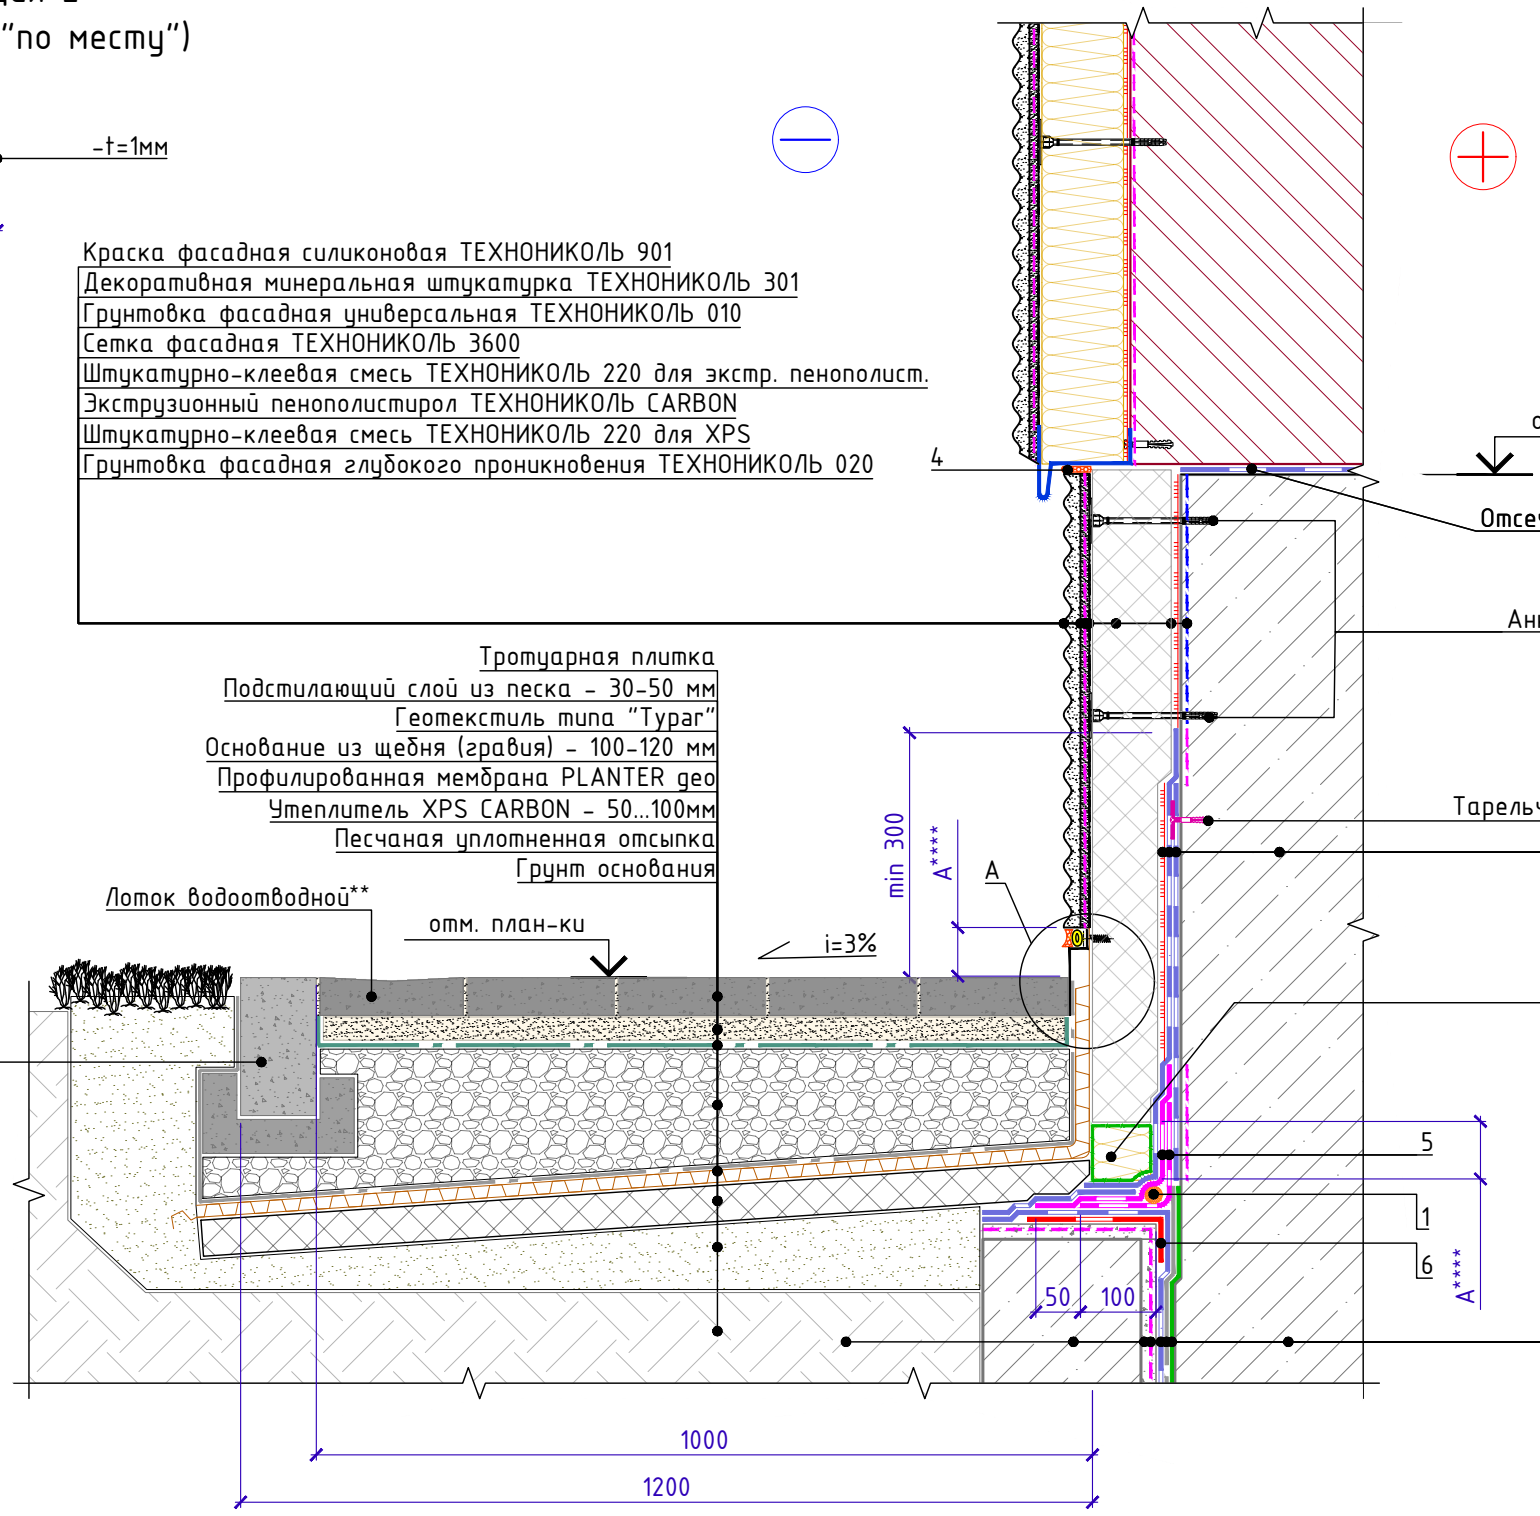 "по месту")
-t=1мм
Краска фасадная силиконовая ТЕХНОНИКОЛЬ 901
Декоративная минеральная штукатурка ТЕХНОНИКОЛЬ 301
Грунтовка фасадная универсальная ТЕХНОНИКОЛЬ 010
Сетка фасадная ТЕХНОНИКОЛЬ 3600
Штукатурно-клеевая смесь ТЕХНОНИКОЛЬ 220 для экстр. пенополист.
Экструзионный пенополистирол ТЕХНОНИКОЛЬ CARBON
Штукатурно-клеевая смесь ТЕХНОНИКОЛЬ 220 для XPS
Грунтовка фасадная глубокого проникновения ТЕХНОНИКОЛЬ 020
4
Отсеч
Анк
Тротуарная плитка
Подстилающий слой из песка - 30-50 мм
Геотекстиль типа "Typar"
Основание из щебня (гравия) - 100-120 мм
Профилированная мембрана PLANTER geo
Утеплитель XPS CARBON - 50...100мм
Песчаная уплотненная отсыпка
Грунт основания
Тарельч
min 300
А****
А
Лоток водоотводной**
отм. план-ки
i=3%
5
1
6
А****
50
100
1000
1200